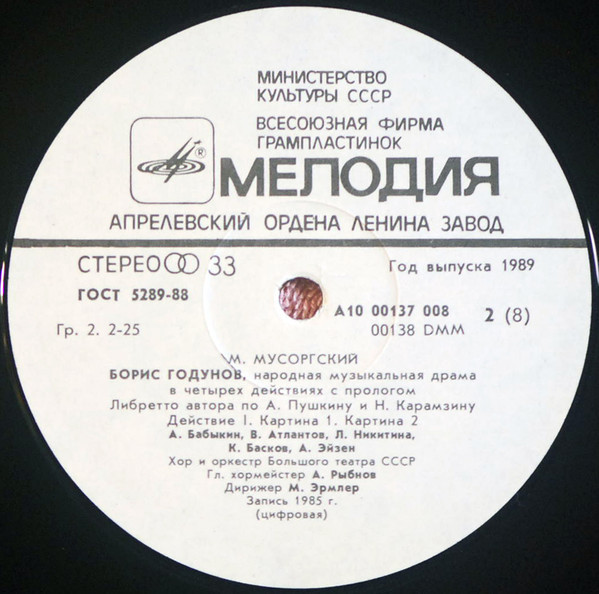 МИНИСТЕРСТВО
КУЛЬТУРЫ СССР
ВСЕСОЮЗНАЯ ФИРМА
ГРАМПЛАСТИНОК
® МЕЛОДИЯ
АПРЕЛЕВСКИЙ ОРДЕНА ЛЕНИНА ЗАВОД
СТЕРЕО 33 Год выпуска 1989
ГОСТ 5289-88 А10 00137 008 2 (8)
Гр. 2. 2-25 00138 DMM
М. МУСОРГСКИЙ
БОРИС ГОДУНОВ, народная музыкальная драма
в четырех действиях с прологом
Либретто автора по А. Пушкину и Н. Карамзину
Действие I. Картина 1. Картина 2
А. Бабыкин, В. Атлантов, Л. Никитина,
К. Басков, А. Эйзен
Хор и оркестр Большого театра СССР
Гл. хормейстер А. Рыбнов
Дирижер М. Эрмлер
Запись 1985 г.
(цифровая)